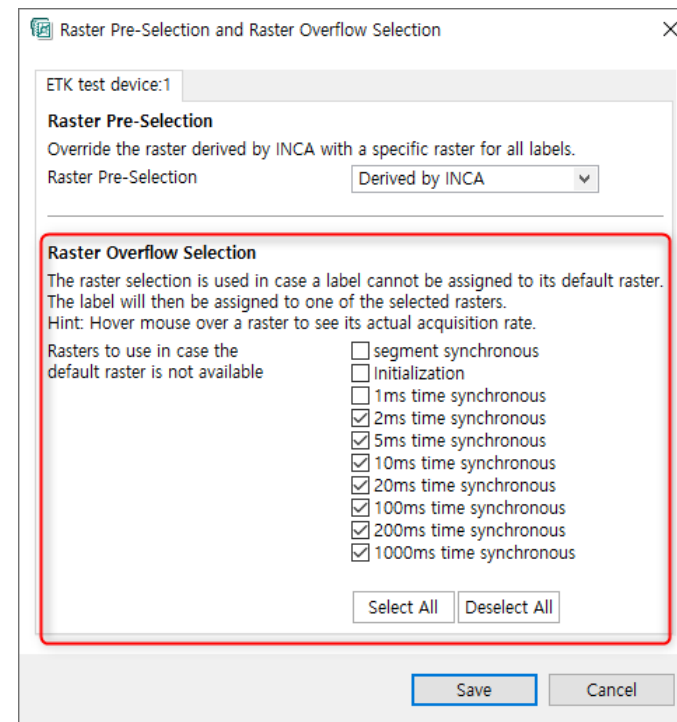 Raster Pre-Selection and Raster Overflow Selection
ETK test device:1
Raster Pre-Selection
Override the raster derived by INCA with a specific raster for all labels.
Raster Pre-Selection
Derived by INCA
Raster Overflow Selection
The raster selection is used in case a label cannot be assigned to its default raster.
The label will then be assigned to one of the selected rasters.
Hint: Hover mouse over a raster to see its actual acquisition rate.
Rasters to use in case the
default raster is not available
segment synchronous
Initialization
1ms time synchronous
2ms time synchronous
5ms time synchronous
10ms time synchronous
20ms time synchronous
100ms time synchronous
200ms time synchronous
1000ms time synchronous
Select All
Deselect All
Save
Cancel